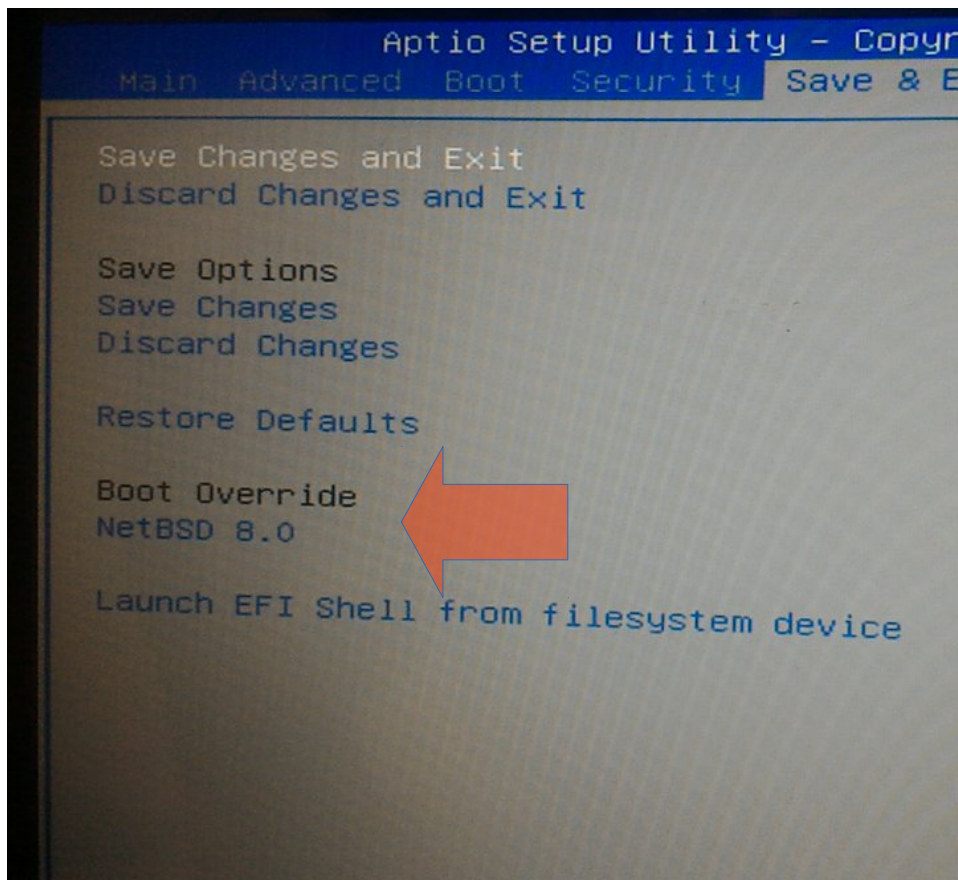 Aptio Setup Utility – Copyr
Main Advanced Boot Security Save & E
Save Changes and Exit
Discard Changes and Exit
Save Options
Save Changes
Discard Changes
Restore Defaults
Boot Override
NetBSD 8.0
Launch EFI Shell from filesystem device